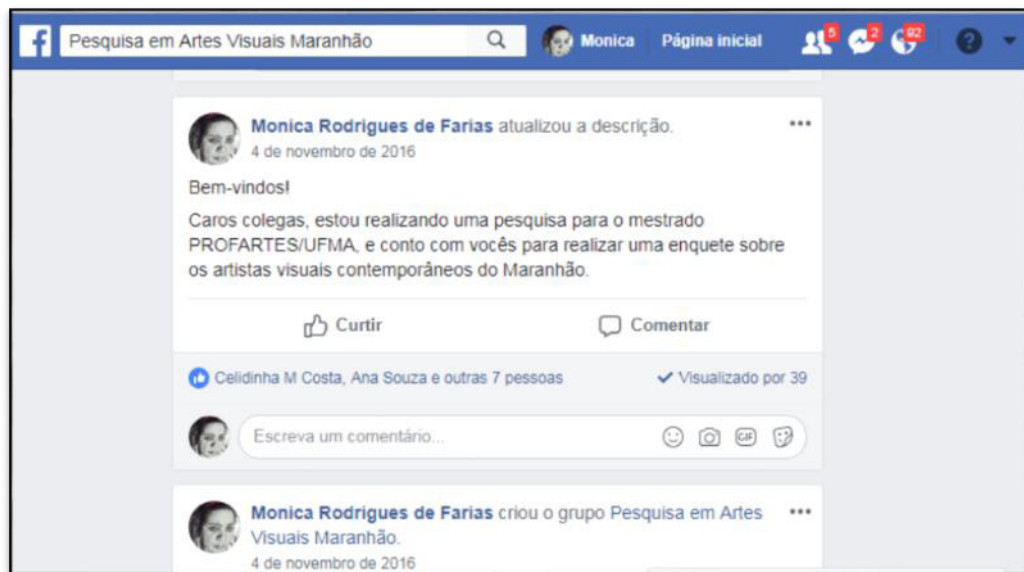 f
Pesquisa em Artes Visuais Maranhão
Monica
Página inicial
5
2
92
?
Monica Rodrigues de Farias atualizou a descrição.
4 de novembro de 2016
Bem-vindos!
Caros colegas, estou realizando uma pesquisa para o mestrado
PROFARTES/UFMA, e conto com vocês para realizar uma enquete sobre
os artistas visuais contemporâneos do Maranhão.
Curtir
Comentar
Celidinha M Costa, Ana Souza e outras 7 pessoas
Visualizado por 39
Escreva um comentário...
GIF
Monica Rodrigues de Farias criou o grupo Pesquisa em Artes
Visuais Maranhão.
4 de novembro de 2016